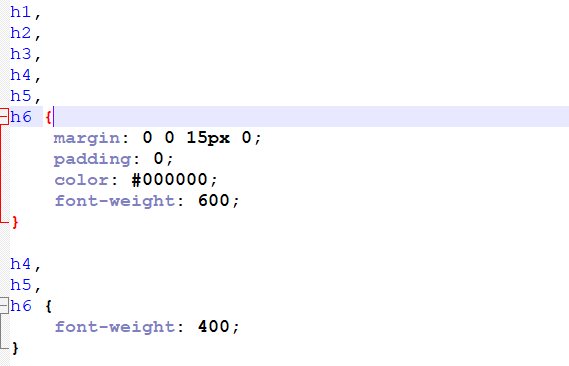 h1,
h2,
h3,
h4,
h5,
h6 {
margin: 0 0 15px 0;
padding: 0;
color: #000000;
font-weight: 600;
}
h4,
h5,
h6 {
font-weight: 400;
}